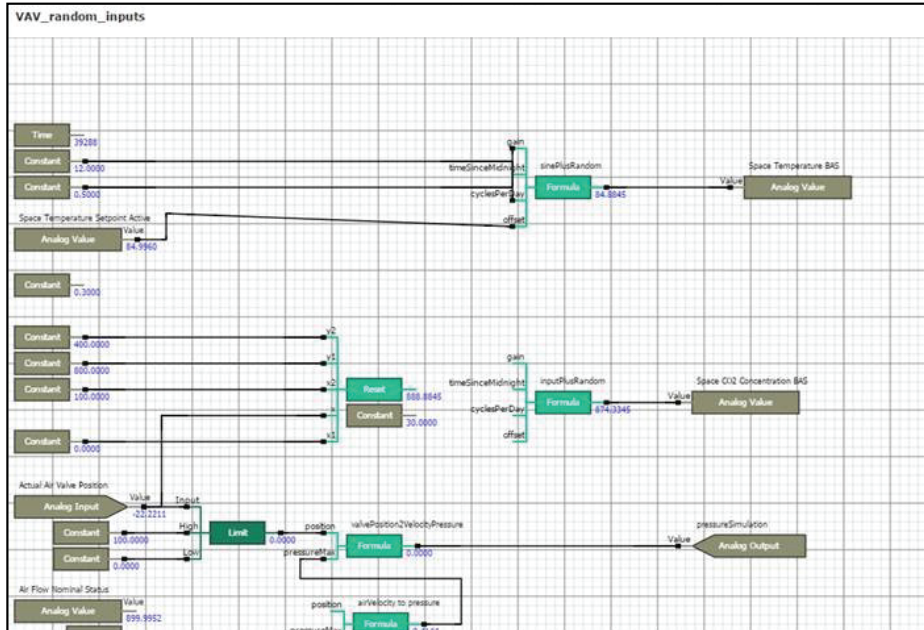 VAV_random_inputs
Time
39288
Constant
12.0000
Constant
0.5000
gain
timeSinceMidnight
cyclesPerDay
offset
sinePlusRandom
Formula
84.8845
Space Temperature BAS
Value
Analog Value
Space Temperature Setpoint Active
Analog Value
Value
84.9960
Constant
0.3000
Constant
400.0000
Constant
800.0000
Constant
100.0000
Constant
0.0000
y2
y1
x2
x
x1
Reset
888.8845
Constant
30.0000
gain
timeSinceMidnight
cyclesPerDay
offset
inputPlusRandom
Formula
874.3345
Space CO2 Concentration BAS
Value
Analog Value
Actual Air Valve Position
Analog Input
Value
-22.2211
Constant
100.0000
Constant
0.0000
Input
High
Low
Limit
0.0000
position
pressureMax
valvePosition2VelocityPressure
Formula
0.0000
pressureSimulation
Value
Analog Output
Air Flow Nominal Status
Analog Value
Value
899.9952
position
airVelocity to pressure
Formula